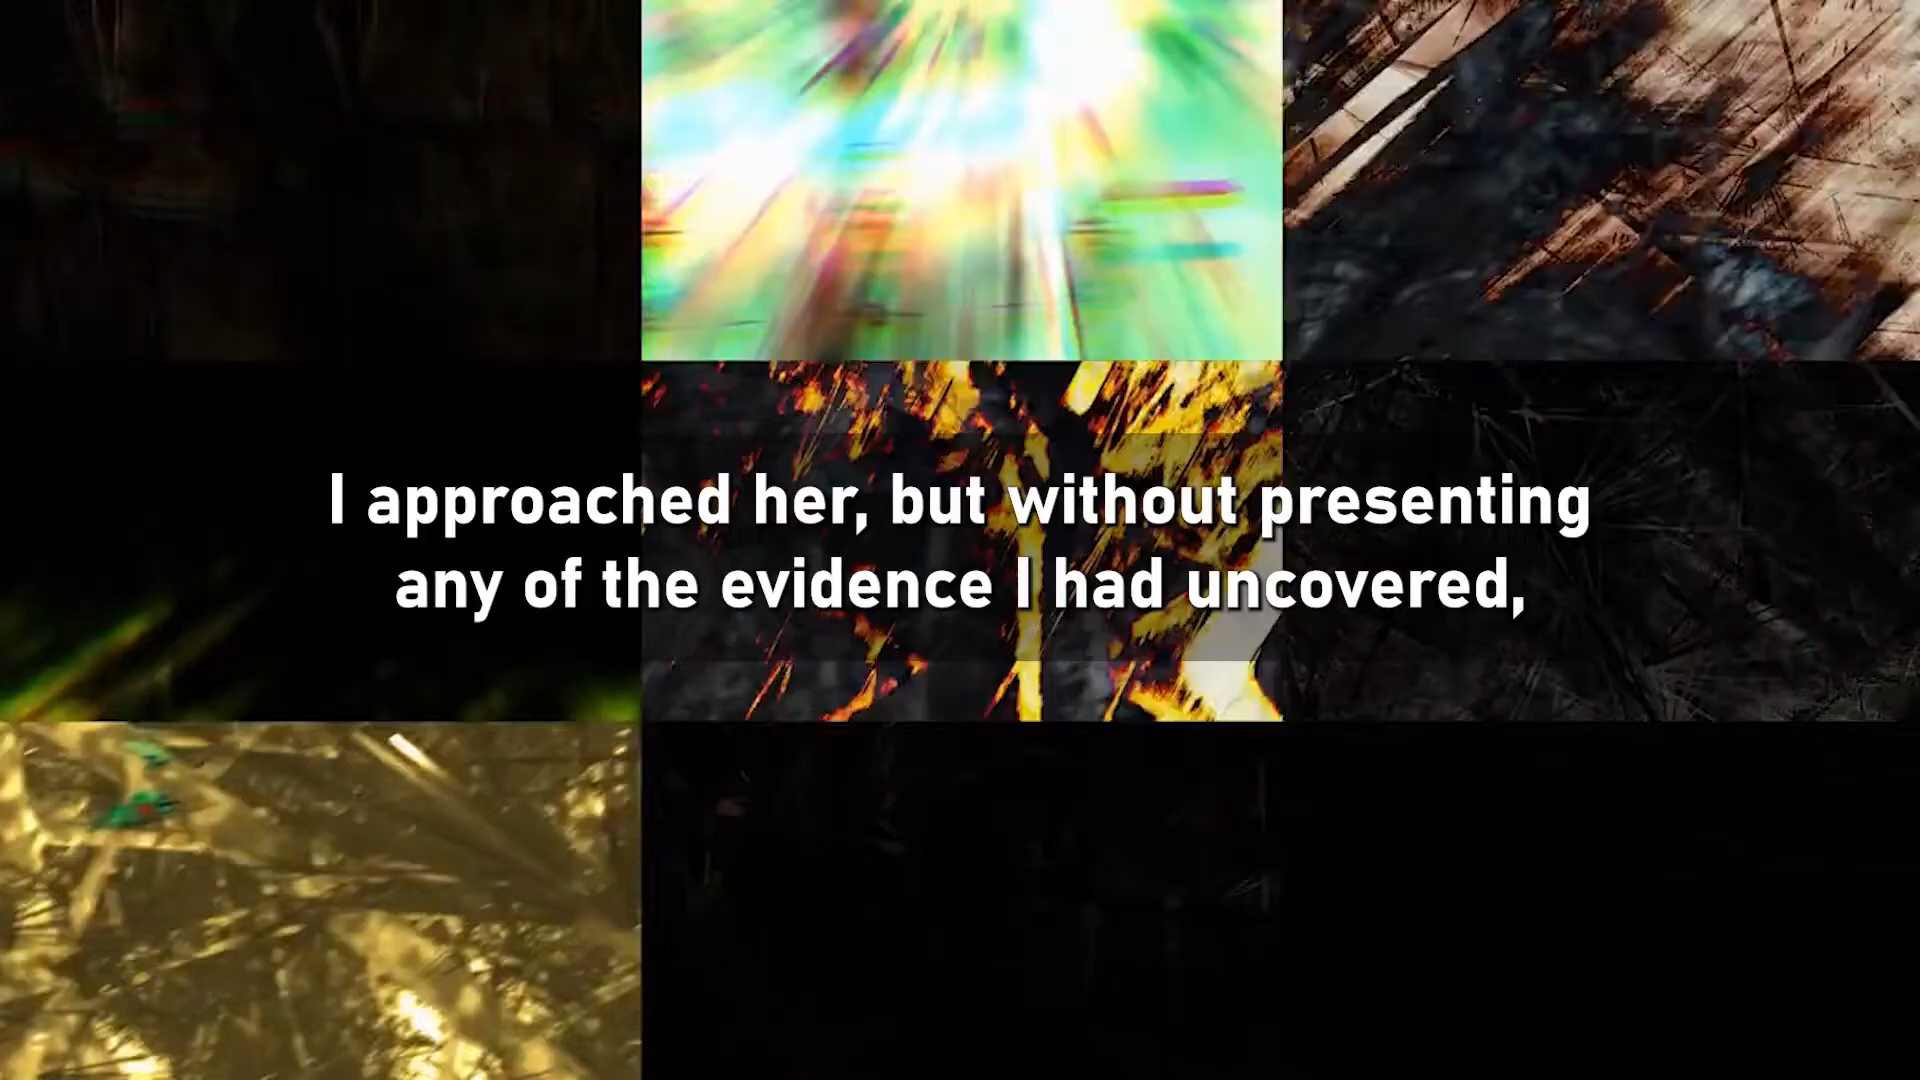 I approached her, but without presenting
any of the evidence I had uncovered,